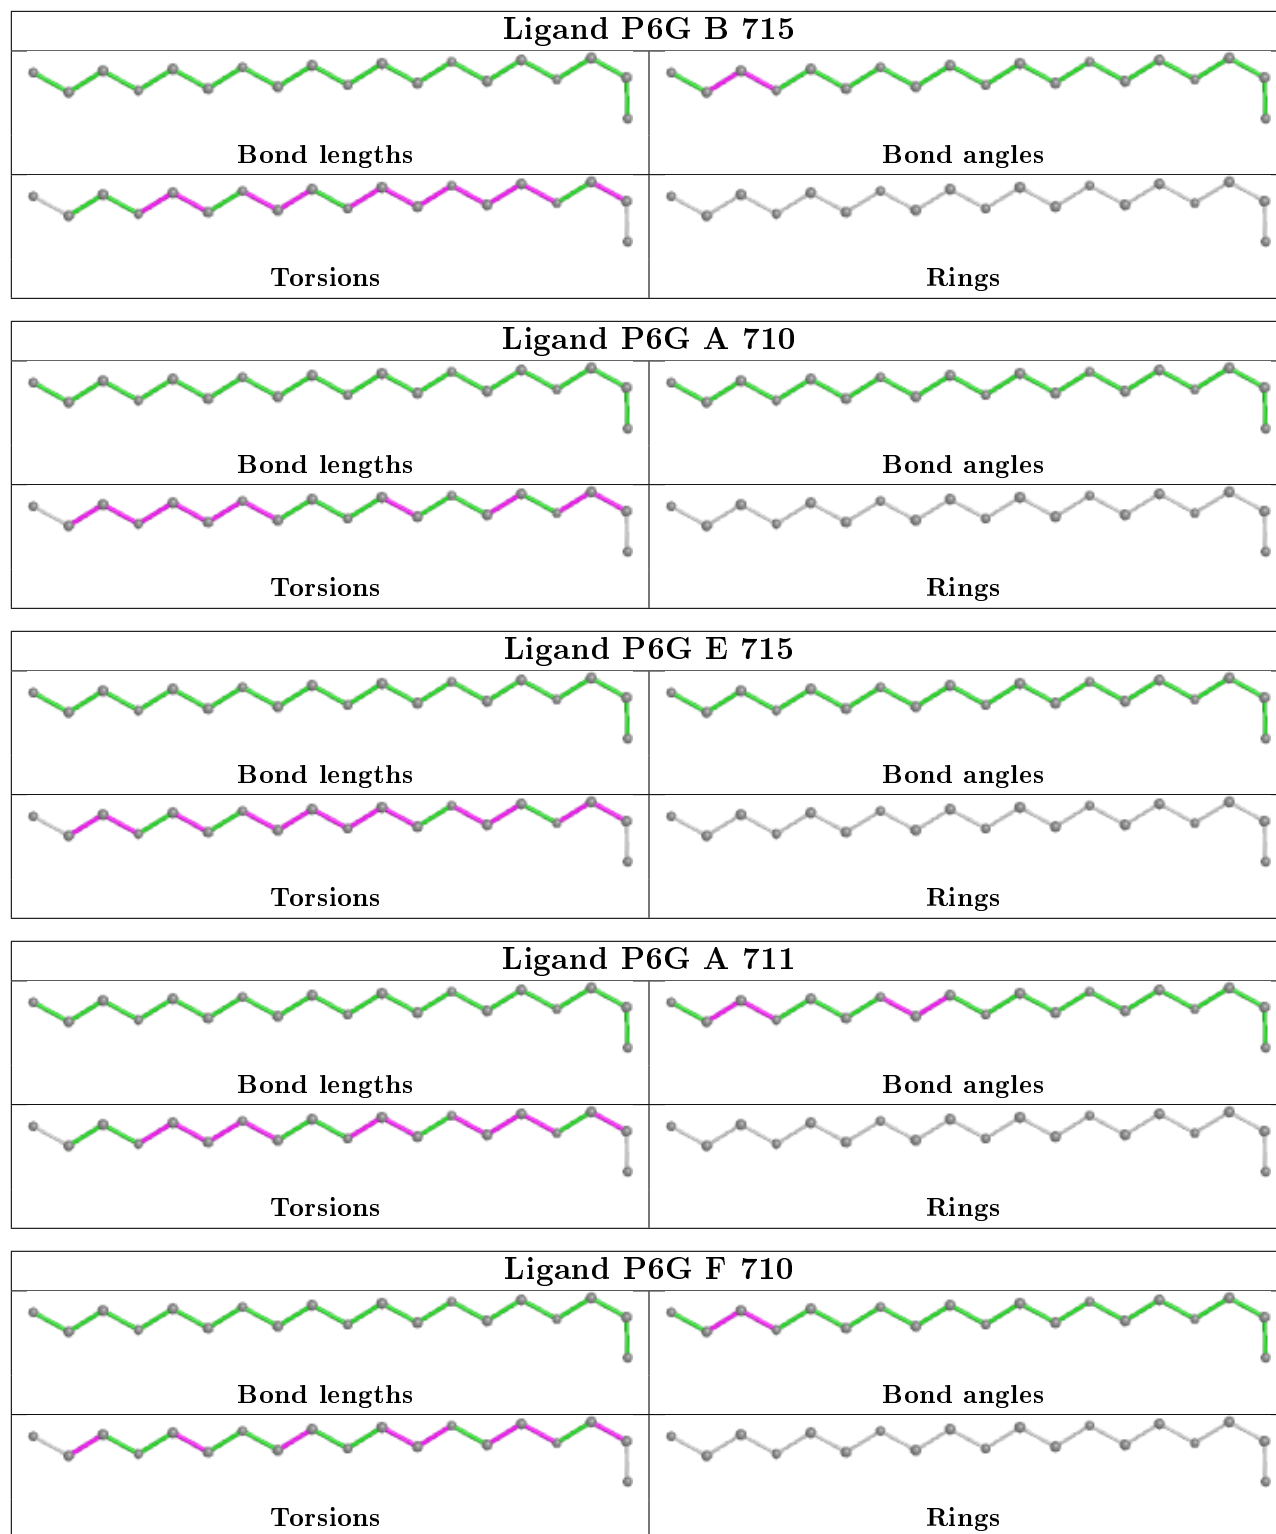 Ligand P6G B 715
Bond lengths
Bond angles
Torsions
Rings
Ligand P6G A 710
Bond lengths
Bond angles
Torsions
Rings
Ligand P6G E 715
Bond lengths
Bond angles
Torsions
Rings
Ligand P6G A 711
Bond lengths
Bond angles
Torsions
Rings
Ligand P6G F 710
Bond lengths
Bond angles
Torsions
Rings